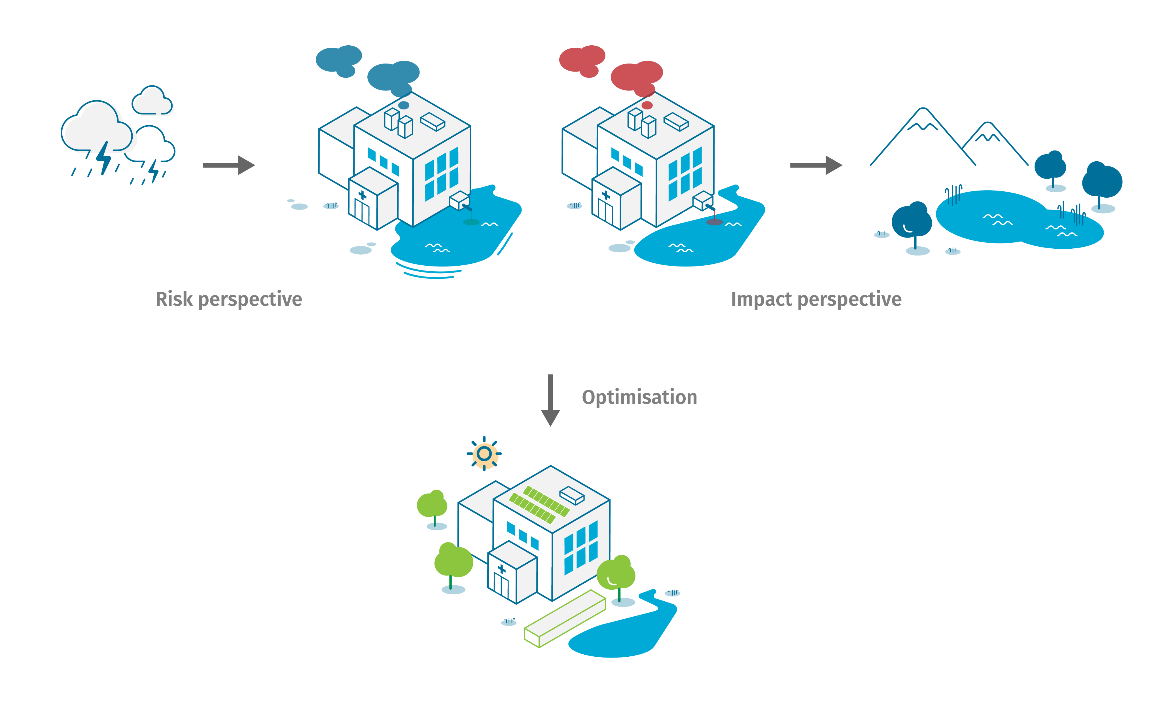 Risk perspective
Impact perspective
Optimisation